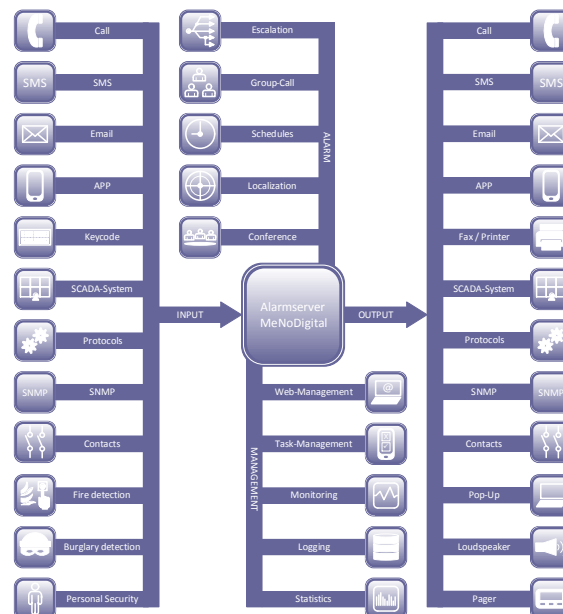 Call
SMS
SMS
Email
APP
Keycode
SCADA-System
Protocols
SNMP
SNMP
Contacts
Fire detection
Burglary detection
Personal Security
INPUT
Escalation
Group-Call
Schedules
Localization
Conference
ALARM
Alarmserver
MeNoDigital
OUTPUT
@
Web-Management
Task-Management
Monitoring
Logging
Statistics
MANAGEMENT
Call
SMS
SMS
Email
APP
Fax / Printer
SCADA-System
Protocols
SNMP
SNMP
Contacts
Pop-Up
Loudspeaker
Pager